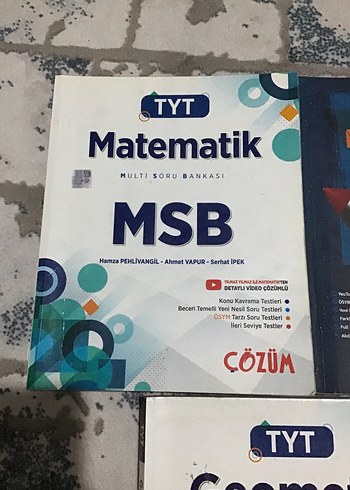 TYT
Matematik
MULTİ SORU BANKASI
MSB
Hamza PEHLİVANGİL - Ahmet VAPUR - Serhat İPEK
YILMAZ YILMAZ İLE MATEMATİK'TEN
DETAYLI VİDEO ÇÖZÜMLÜ
Konu Kavrama Testleri
Beceri Temelli Yeni Nesil Soru Testleri
ÖSYM Tarzı Soru Testleri
İleri Seviye Testler
ÇÖZÜM
TYT